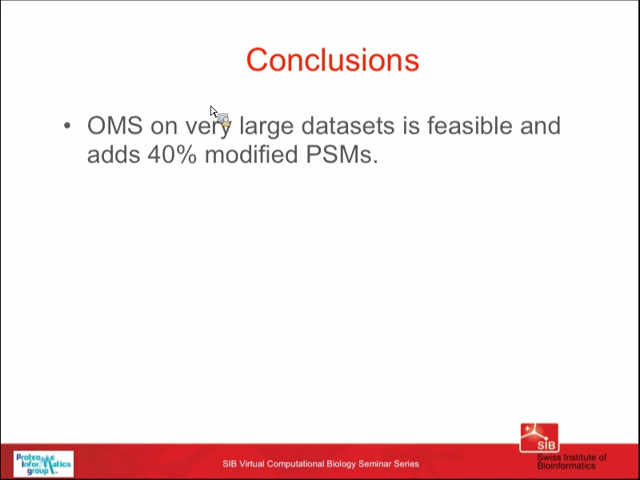 Conclusions
• OMS on very large datasets is feasible and
adds 40% modified PSMs.
SIB
Proteome
Informatics
group
SIB Virtual Computational Biology Seminar Series
Swiss Institute of
Bioinformatics